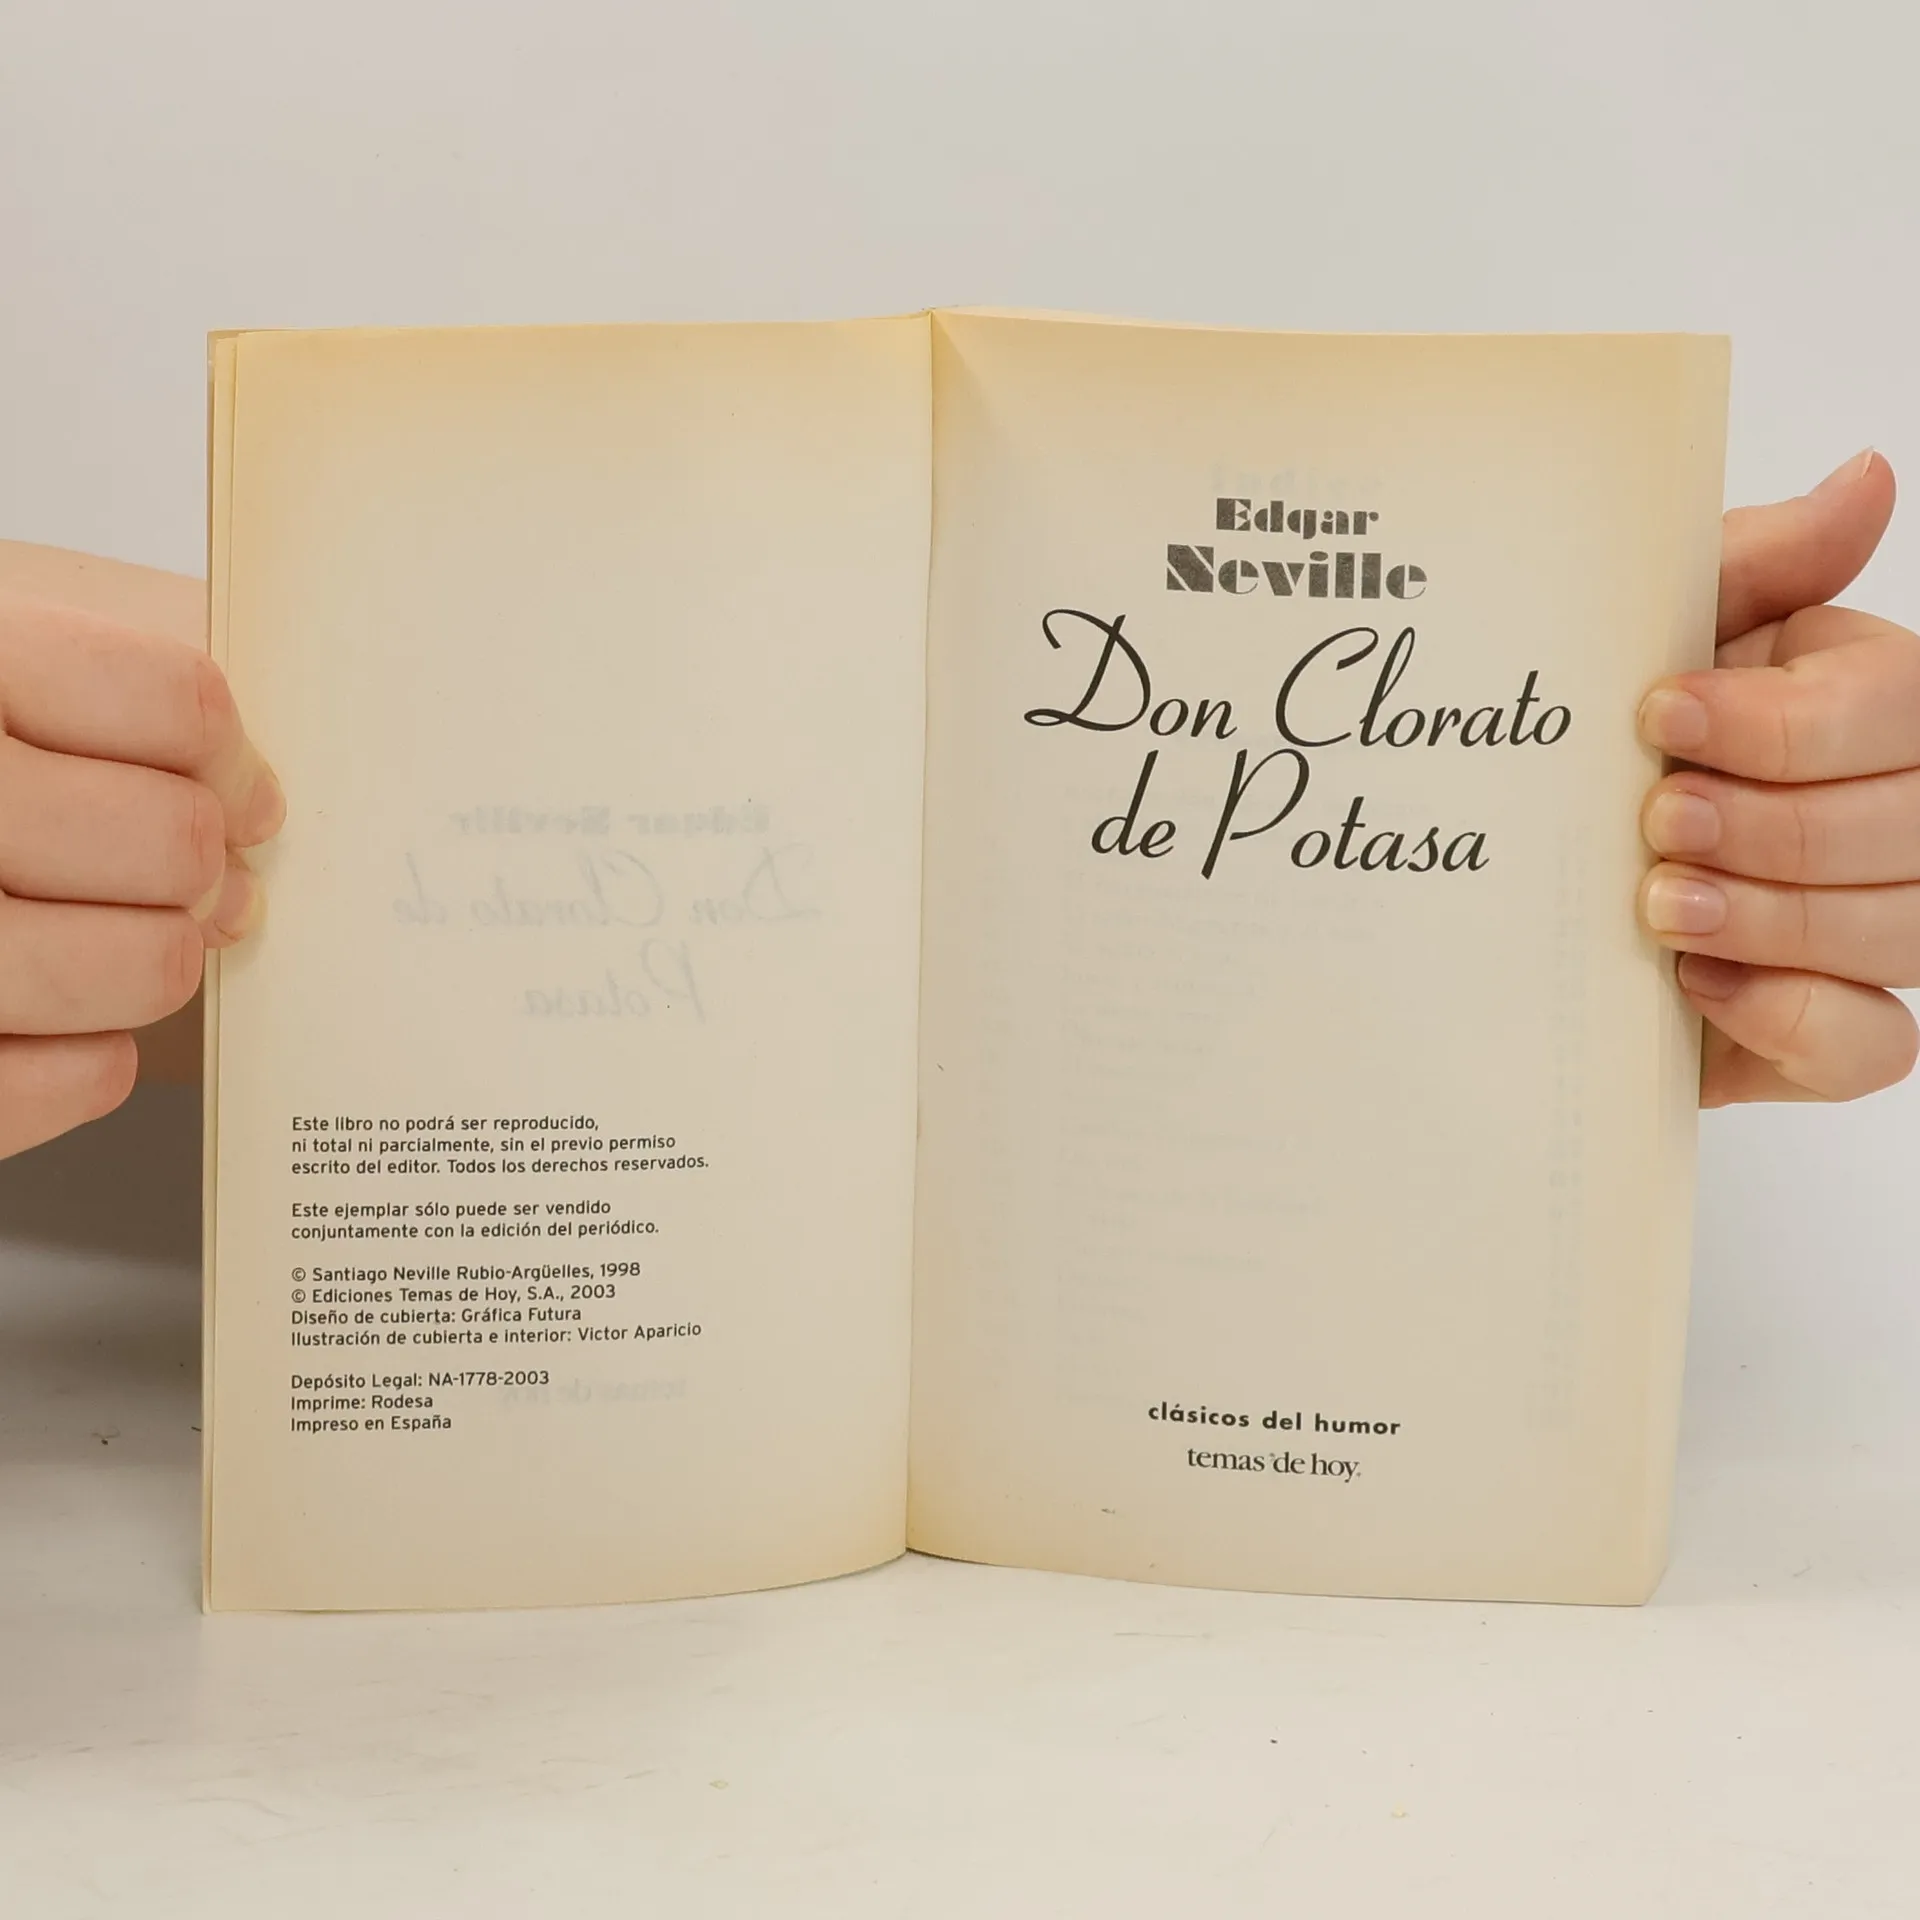 Este libro no podrá ser reproducido,
ni total ni parcialmente, sin el previo permiso
escrito del editor. Todos los derechos reservados.
Este ejemplar sólo puede ser vendido
conjuntamente con la edición del periódico.
© Santiago Neville Rubio-Argüelles, 1998
© Ediciones Temas de Hoy, S.A., 2003
Diseño de cubierta: Gráfica Futura
Ilustración de cubierta e interior: Victor Aparicio
Depósito Legal: NA-1778-2003
Imprime: Rodesa
Impreso en España
Edgar
Neville
Don Clorato
de Potasa
clásicos del humor
temas de hoy.